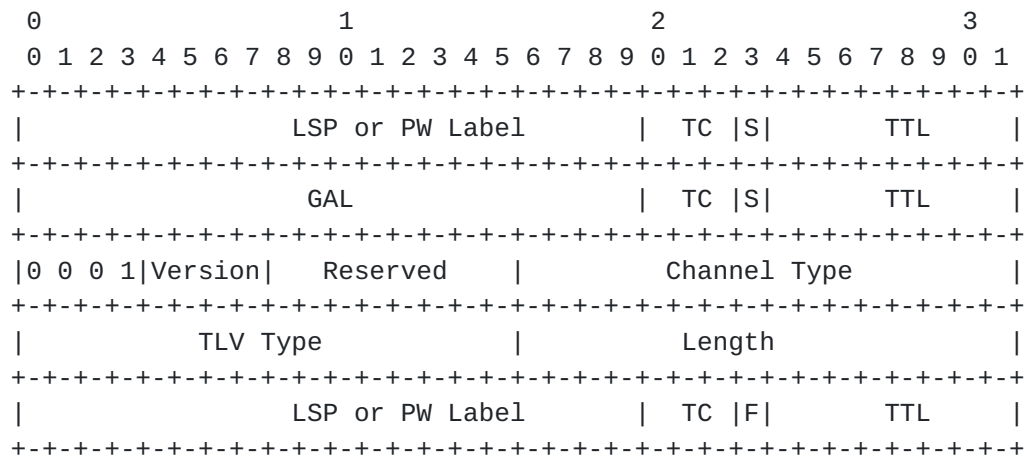 0                   1                   2                   3
 0 1 2 3 4 5 6 7 8 9 0 1 2 3 4 5 6 7 8 9 0 1 2 3 4 5 6 7 8 9 0 1
+-+-+-+-+-+-+-+-+-+-+-+-+-+-+-+-+-+-+-+-+-+-+-+-+-+-+-+-+-+-+-+-+
|                 LSP or PW Label       |  TC |S|       TTL     |
+-+-+-+-+-+-+-+-+-+-+-+-+-+-+-+-+-+-+-+-+-+-+-+-+-+-+-+-+-+-+-+-+
|                  GAL                  |  TC |S|       TTL     |
+-+-+-+-+-+-+-+-+-+-+-+-+-+-+-+-+-+-+-+-+-+-+-+-+-+-+-+-+-+-+-+-+
|0 0 0 1|Version|   Reserved    |         Channel Type          |
+-+-+-+-+-+-+-+-+-+-+-+-+-+-+-+-+-+-+-+-+-+-+-+-+-+-+-+-+-+-+-+-+
|           TLV Type            |          Length               |
+-+-+-+-+-+-+-+-+-+-+-+-+-+-+-+-+-+-+-+-+-+-+-+-+-+-+-+-+-+-+-+-+
|                 LSP or PW Label       |  TC |F|       TTL     |
+-+-+-+-+-+-+-+-+-+-+-+-+-+-+-+-+-+-+-+-+-+-+-+-+-+-+-+-+-+-+-+-+